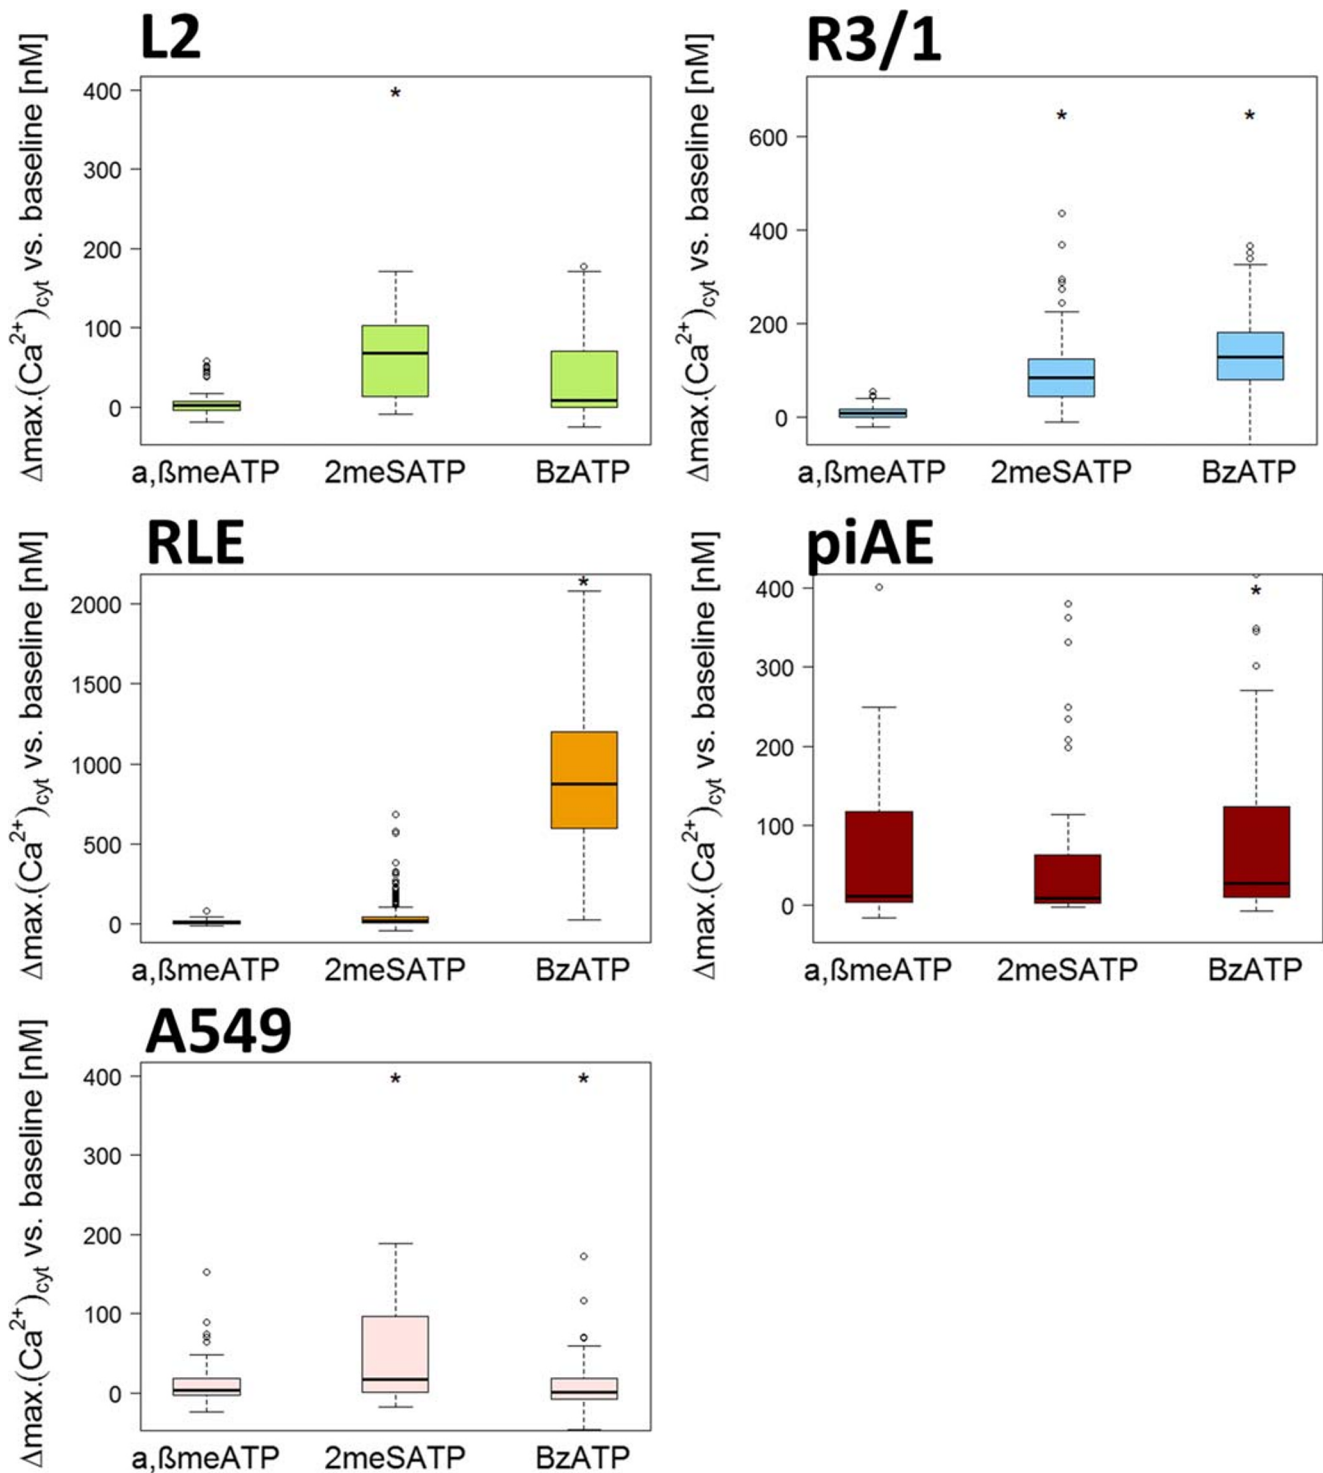 L2
Δmax.(Ca²⁺)cyt vs. baseline [nM]
400
*
300
200
100
0
a,ßmeATP 2meSATP BzATP
R3/1
Δmax.(Ca²⁺)cyt vs. baseline [nM]
* *
600
400
200
0
a,ßmeATP 2meSATP BzATP
RLE
Δmax.(Ca²⁺)cyt vs. baseline [nM]
*
2000
1500
1000
500
0
a,ßmeATP 2meSATP BzATP
piAE
Δmax.(Ca²⁺)cyt vs. baseline [nM]
400
*
300
200
100
0
a,ßmeATP 2meSATP BzATP
A549
Δmax.(Ca²⁺)cyt vs. baseline [nM]
400
* *
300
200
100
0
a,ßmeATP 2meSATP BzATP